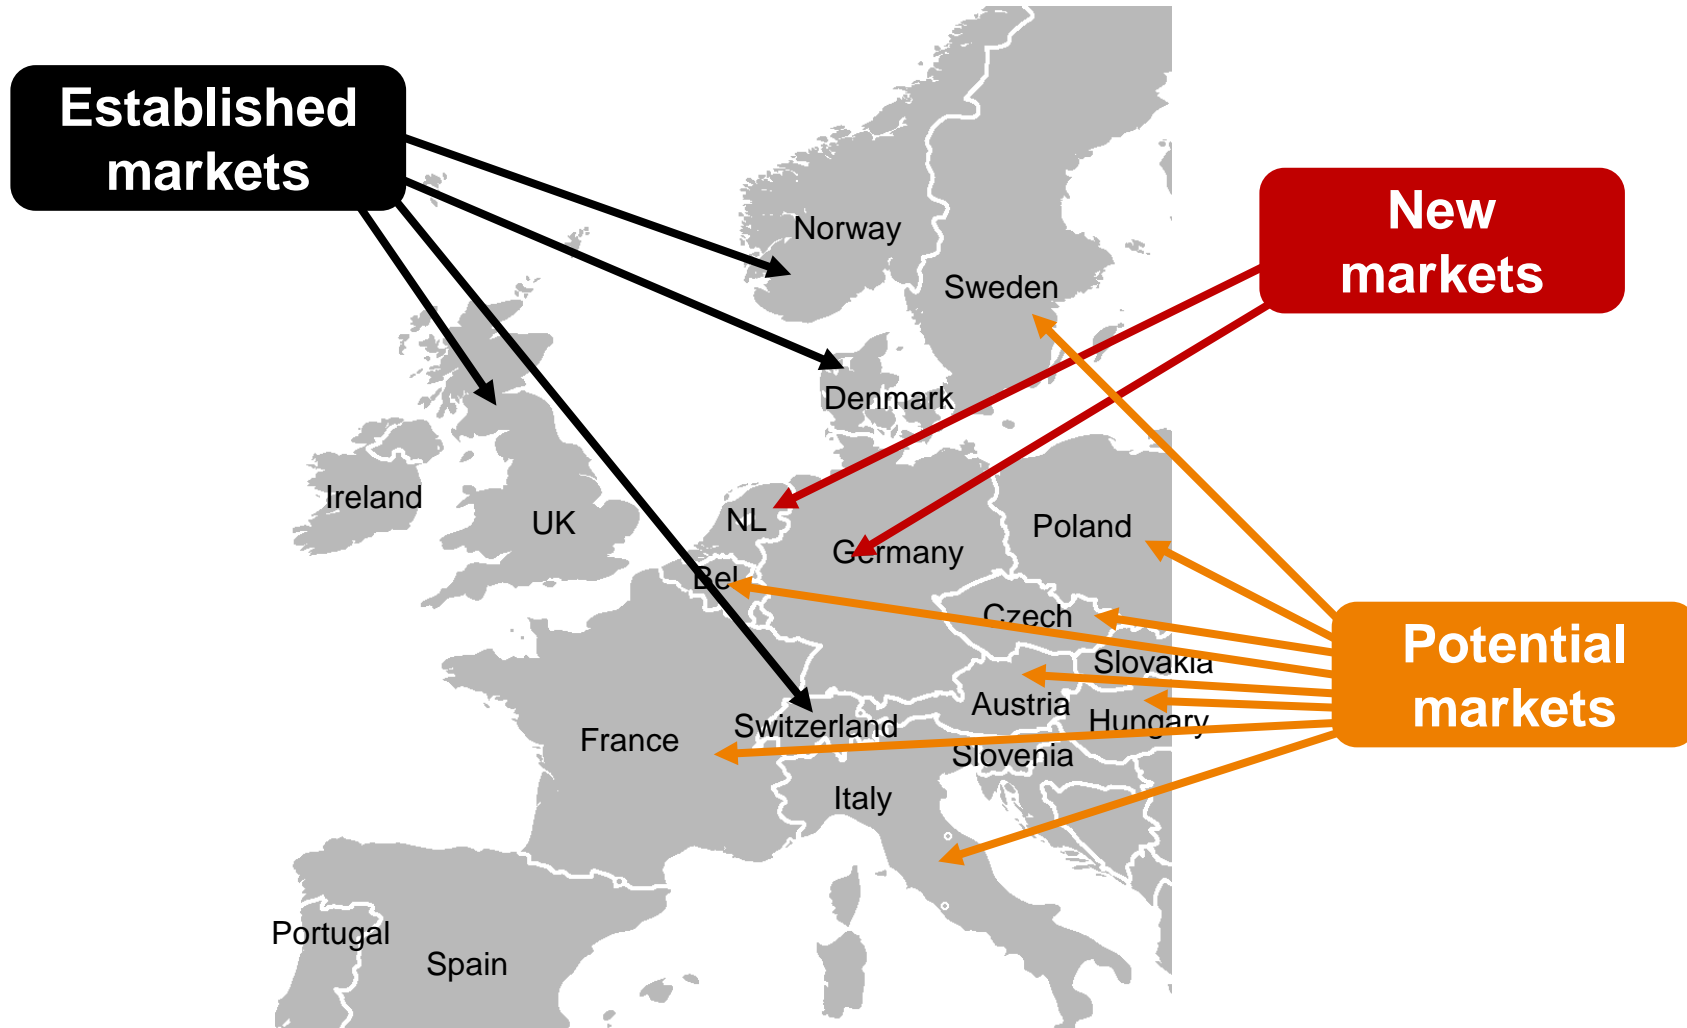 Established
markets
New
markets
Norway
Sweden
Denmark
Ireland
UK
NL
Poland
Germany
Bel
Czech
Potential
markets
Slovakia
Austria
Hungary
Switzerland
France
Slovenia
Italy
Portugal
Spain